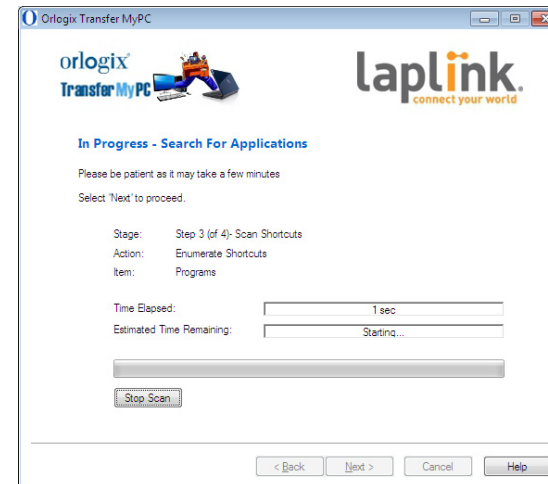 Orlogix Transfer MyPC
orlogix
Transfer My PC
laplink.
connect your world
In Progress - Search For Applications
Please be patient as it may take a few minutes
Select 'Next' to proceed.
Stage: Step 3 (of 4)- Scan Shortcuts
Action: Enumerate Shortcuts
Item: Programs
Time Elapsed: 1 sec
Estimated Time Remaining: Starting...
Stop Scan
< Back Next > Cancel Help